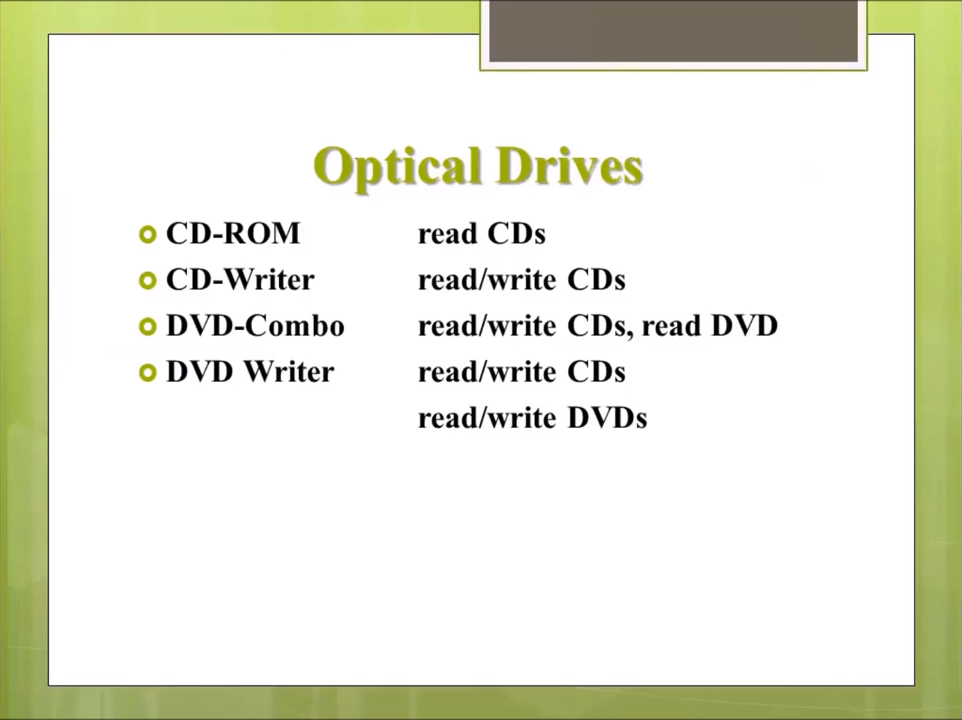 Optical Drives
CD-ROM read CDs
CD-Writer read/write CDs
DVD-Combo read/write CDs, read DVD
DVD Writer read/write CDs
read/write DVDs